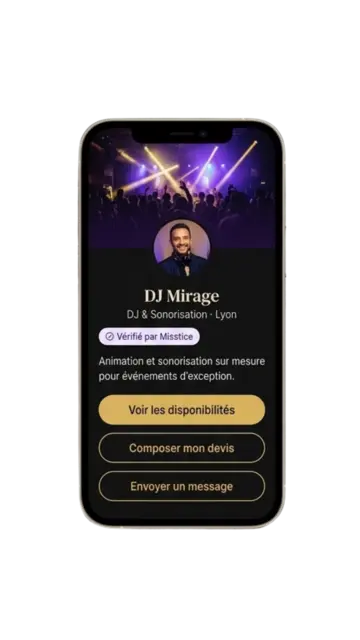 DJ Mirage
DJ & Sonorisation · Lyon
Vérifié par Misstice
Animation et sonorisation sur mesure
pour événements d'exception.
Voir les disponibilités
Composer mon devis
Envoyer un message